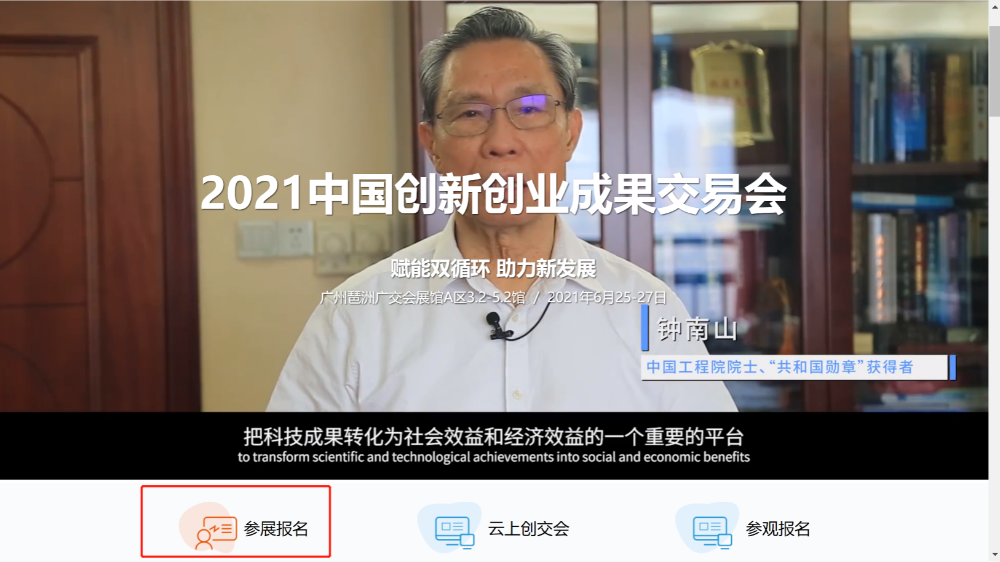 2021中国创新创业成果交易会
赋能双循环 助力新发展
广州琶洲广交会展馆A区3.2-5.2馆 / 2021年6月25-27日
钟南山
中国工程院院士、“共和国勋章”获得者
把科技成果转化为社会效益和经济效益的一个重要的平台
to transform scientific and technological achievements into social and economic benefits
参展报名
云上创交会
参观报名